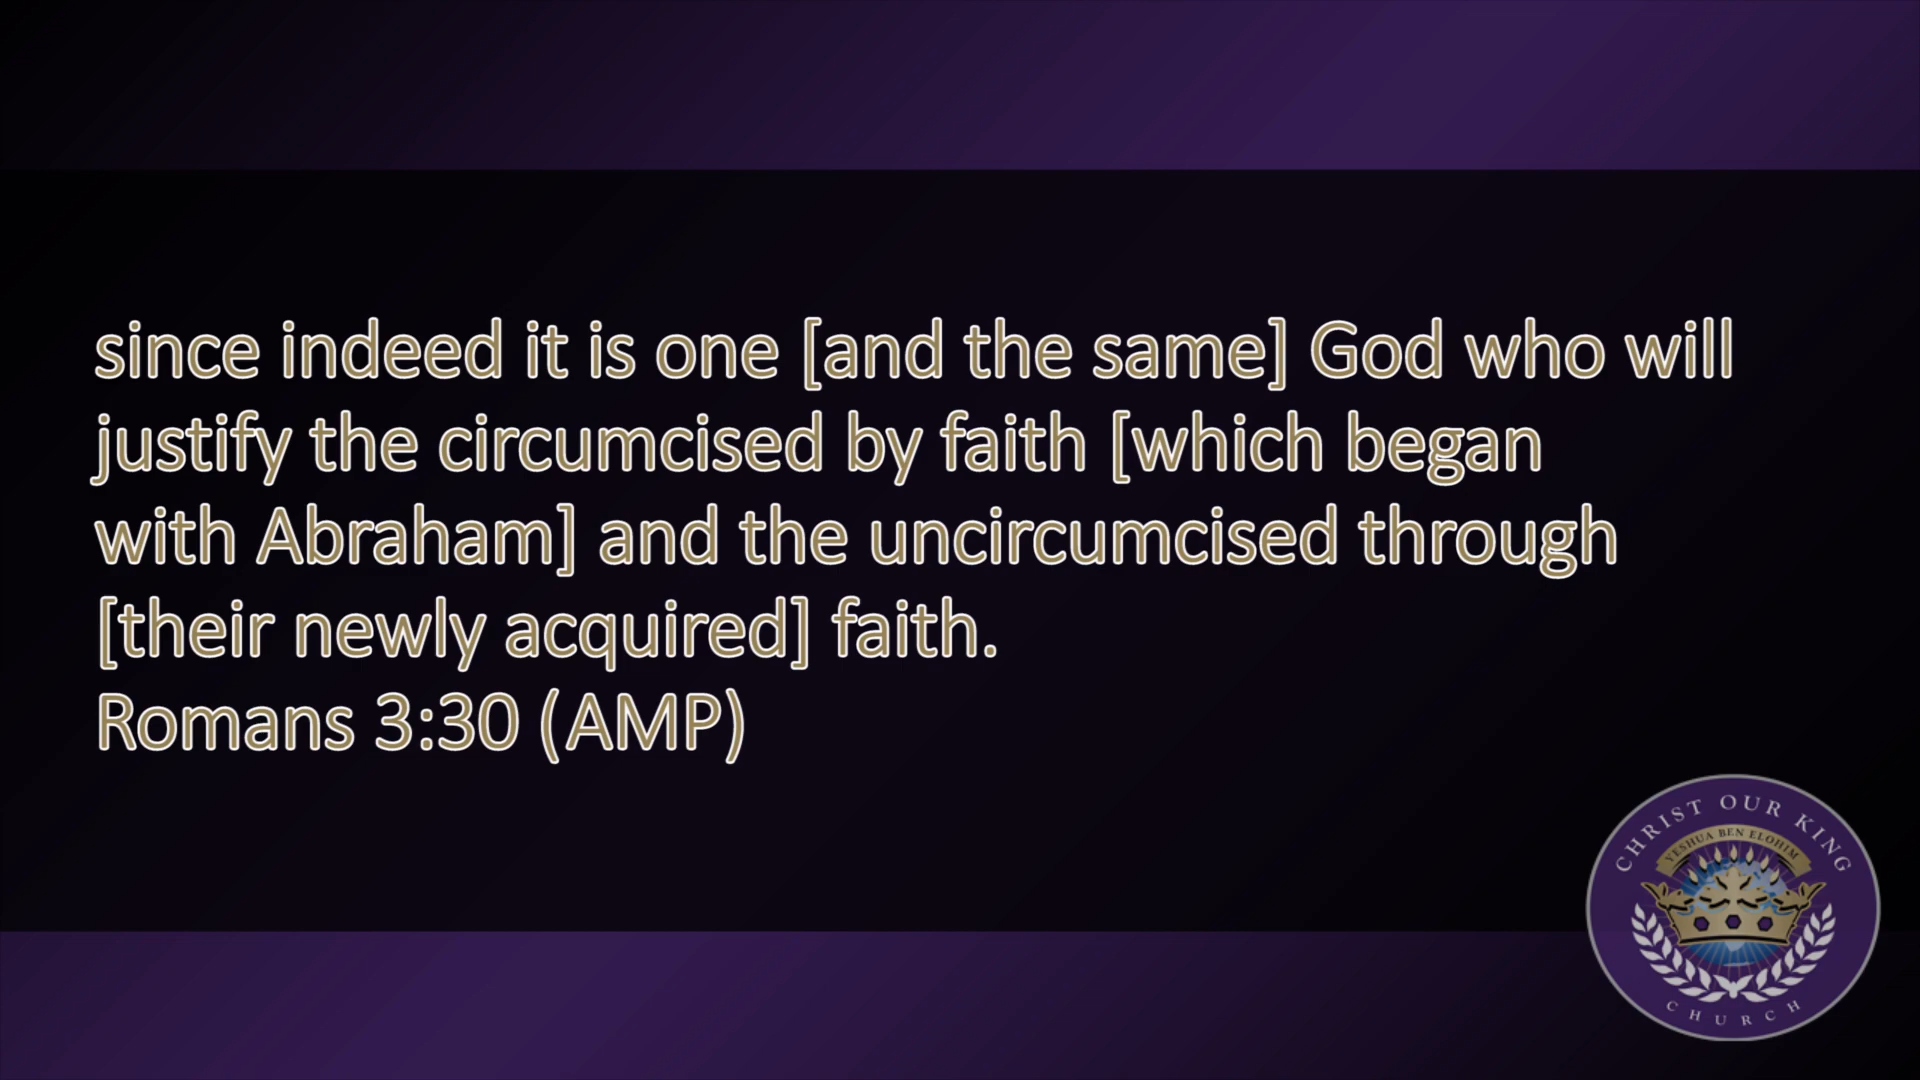 since indeed it is one [and the same] God who will
justify the circumcised by faith [which began
with Abraham] and the uncircumcised through
[their newly acquired] faith.
Romans 3:30 (AMP)
CHRIST OUR KING
YESHUA BEN ELOHIM
CHURCH